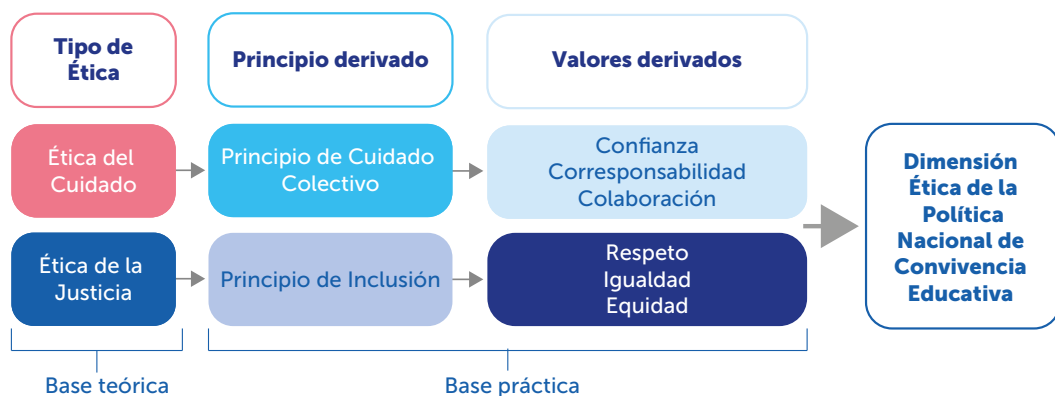 Tipo de
Ética
Principio derivado
Valores derivados
Ética del
Cuidado
Principio de Cuidado
Colectivo
Confianza
Corresponsabilidad
Colaboración
Ética de la
Justicia
Principio de Inclusión
Respeto
Igualdad
Equidad
Dimensión
Ética de la
Política
Nacional de
Convivencia
Educativa
Base teórica
Base práctica